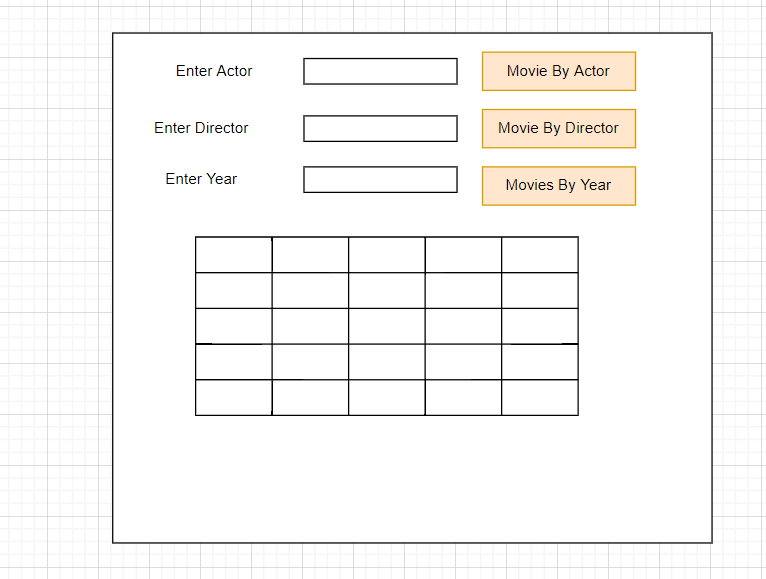 Enter Actor
Movie By Actor
Enter Director
Movie By Director
Enter Year
Movies By Year